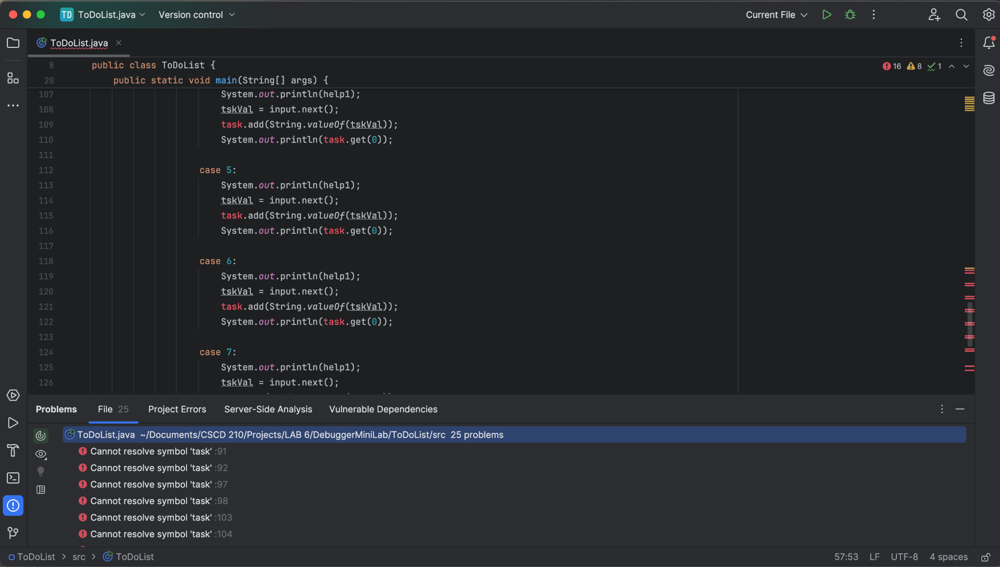 TD ToDoList.java Version control Current File
ToDoList.java
8 public class ToDoList { 16 8 1
20 public static void main(String[] args) {
107 System.out.println(help1);
108 tskVal = input.next();
109 task.add(String.valueOf(tskVal));
110 System.out.println(task.get(0));
111
112 case 5:
113 System.out.println(help1);
114 tskVal = input.next();
115 task.add(String.valueOf(tskVal));
116 System.out.println(task.get(0));
117
118 case 6:
119 System.out.println(help1);
120 tskVal = input.next();
121 task.add(String.valueOf(tskVal));
122 System.out.println(task.get(0));
123
124 case 7:
125 System.out.println(help1);
126 tskVal = input.next();
Problems File 25 Project Errors Server-Side Analysis Vulnerable Dependencies
ToDoList.java ~/Documents/CSCD 210/Projects/LAB 6/DebuggerMiniLab/ToDoList/src 25 problems
Cannot resolve symbol 'task' :91
Cannot resolve symbol 'task' :92
Cannot resolve symbol 'task' :97
Cannot resolve symbol 'task' :98
Cannot resolve symbol 'task' :103
Cannot resolve symbol 'task' :104
ToDoList > src > ToDoList 57:53 LF UTF-8 4 spaces